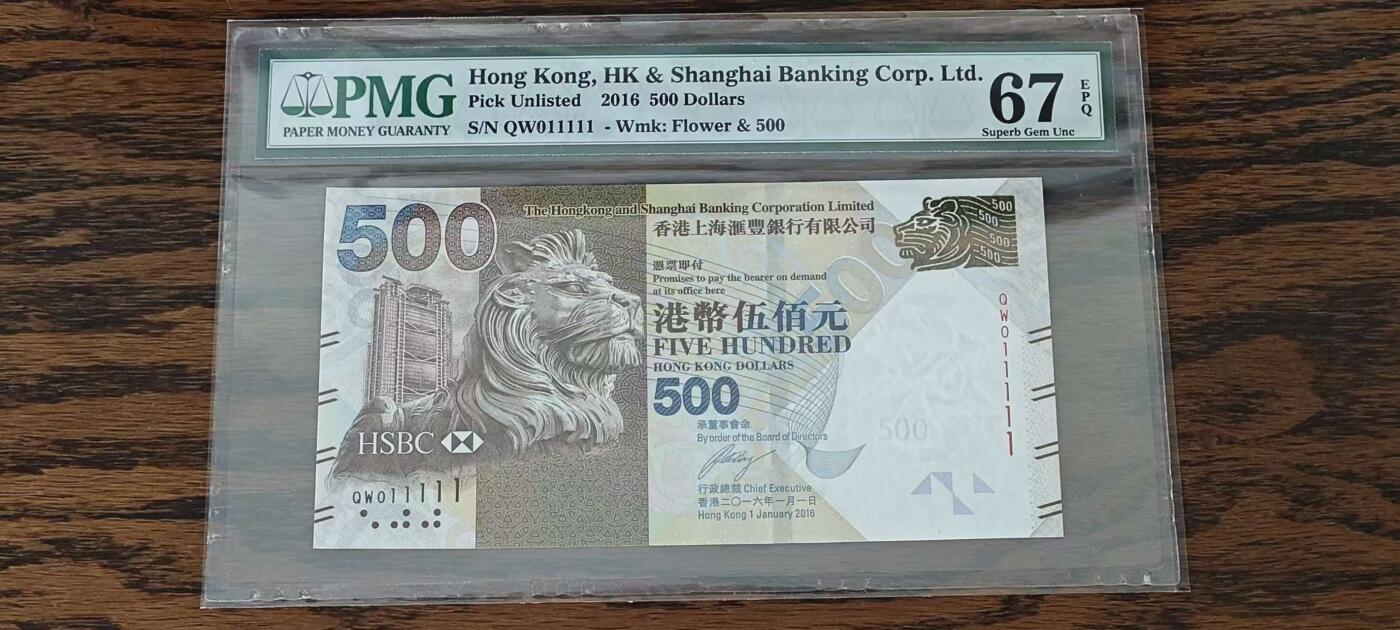 PMG
PAPER MONEY GUARANTY
Hong Kong, HK & Shanghai Banking Corp. Ltd.
Pick Unlisted 2016 500 Dollars
S/N QW011111 - Wmk: Flower & 500
67
EPQ
Superb Gem Unc
500
The Hongkong and Shanghai Banking Corporation Limited
香港上海滙豐銀行有限公司
憑票即付
Promises to pay the bearer on demand
at its office here
港幣伍佰元
FIVE HUNDRED
HONG KONG DOLLARS
500
承董事會命
By order of the Board of Directors
行政總裁 Chief Executive
香港二〇一六年一月一日
Hong Kong 1 January 2016
HSBC
QW011111
500
500
500
500
QW011111
500
500